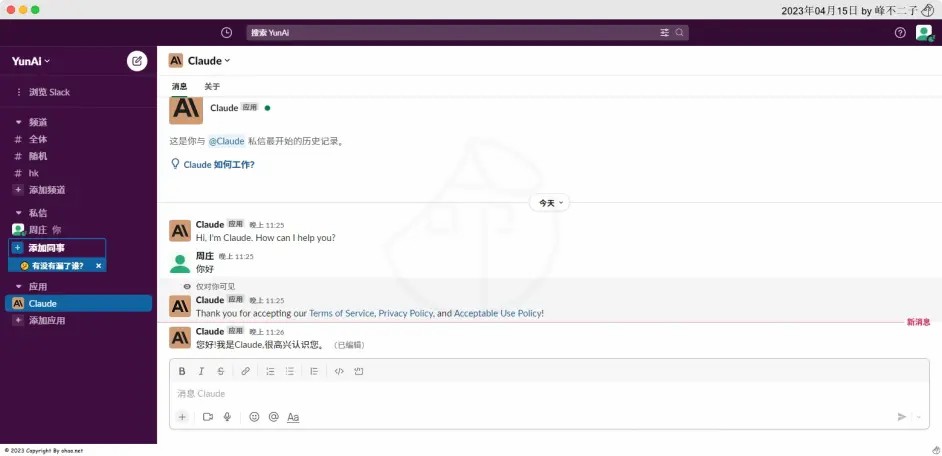 2023年04月15日 by 峰不二子
搜索 YunAi
YunAi
浏览 Slack
频道
# 全体
# 随机
# hk
+ 添加频道
私信
周庄 你
+ 添加同事
有没有漏了谁? ×
应用
Claude
+ 添加应用
Claude
消息 关于
Claude 应用
这是你与 @Claude 私信最开始的历史记录。
Claude 如何工作?
今天
Claude 应用 晚上 11:25
Hi, I'm Claude. How can I help you?
周庄 晚上 11:25
你好
仅对你可见
Claude 应用 晚上 11:25
Thank you for accepting our Terms of Service, Privacy Policy, and Acceptable Use Policy!
新消息
Claude 应用 晚上 11:26
您好!我是Claude,很高兴认识您。 (已编辑)
B I S
消息 Claude
+ @ Aa
© 2023 Copyright By ohoo.net